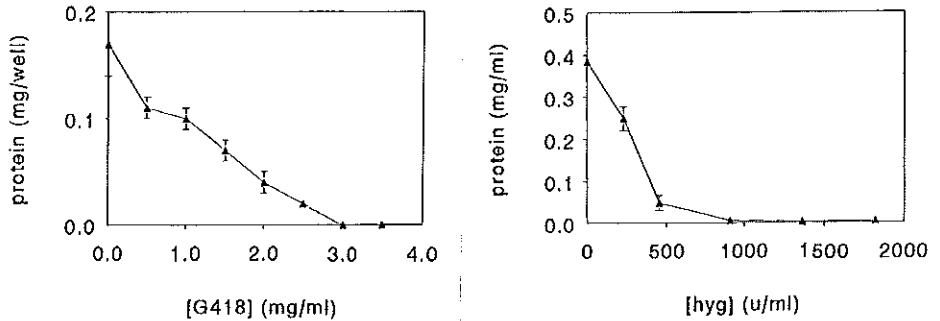 protein (mg/well)
0.2
0.1
0.0
0.0 1.0 2.0 3.0 4.0
[G418] (mg/ml)
protein (mg/ml)
0.5
0.4
0.3
0.2
0.1
0.0
0 500 1000 1500 2000
[hyg] (u/ml)